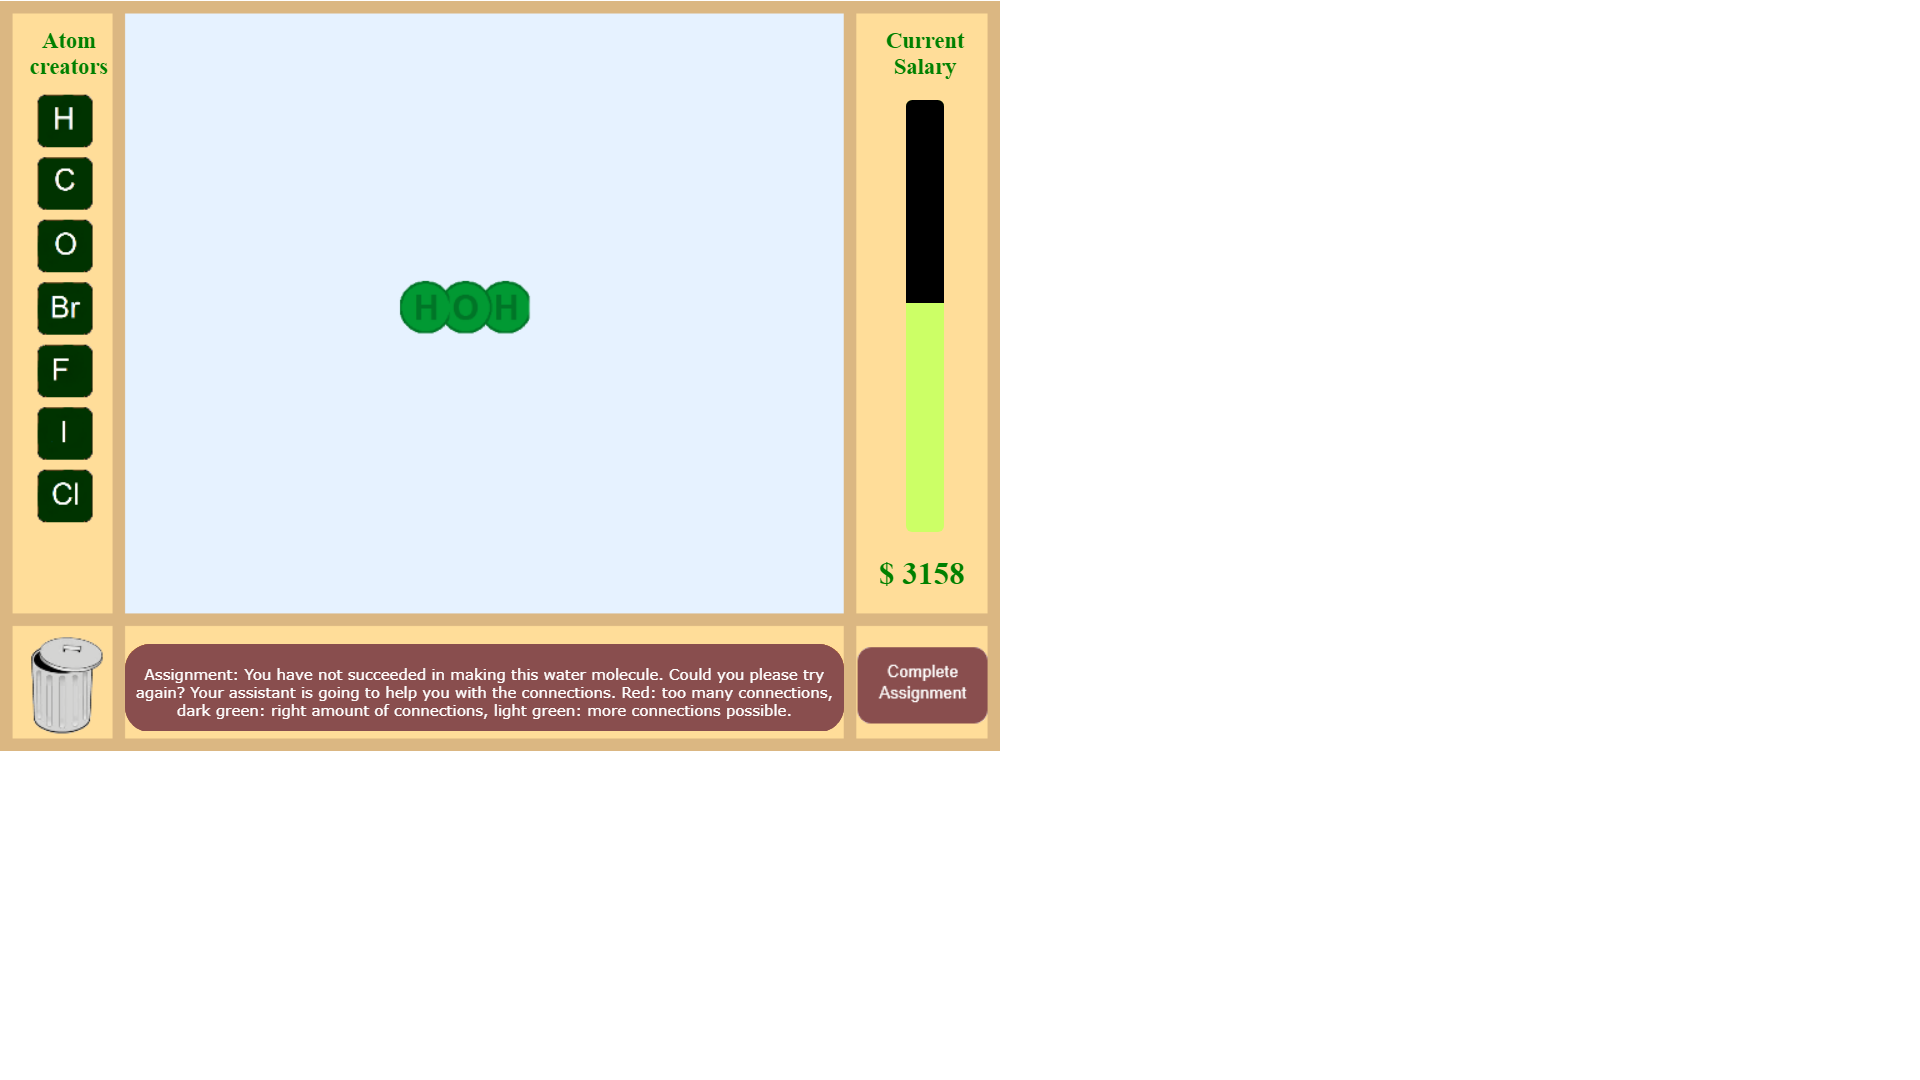 Atom
creators
H
C
O
Br
F
I
Cl
H O H
Current
Salary
$ 3158
Assignment: You have not succeeded in making this water molecule. Could you please try
again? Your assistant is going to help you with the connections. Red: too many connections,
dark green: right amount of connections, light green: more connections possible.
Complete
Assignment